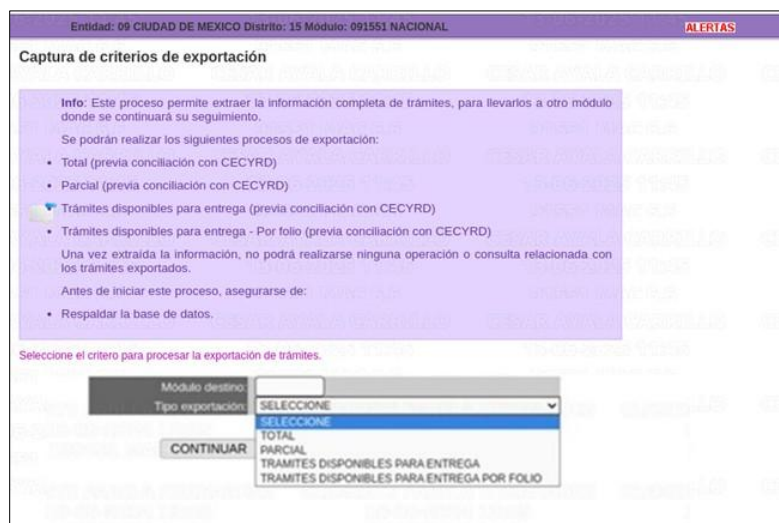 Entidad: 09 CIUDAD DE MEXICO Distrito: 15 Módulo: 091551 NACIONAL ALERTAS
Captura de criterios de exportación
Info: Este proceso permite extraer la información completa de trámites, para llevarlos a otro módulo
donde se continuará su seguimiento.
Se podrán realizar los siguientes procesos de exportación:
• Total (previa conciliación con CECYRD)
• Parcial (previa conciliación con CECYRD)
Trámites disponibles para entrega (previa conciliación con CECYRD)
• Trámites disponibles para entrega - Por folio (previa conciliación con CECYRD)
Una vez extraída la información, no podrá realizarse ninguna operación o consulta relacionada con
los trámites exportados.
Antes de iniciar este proceso, asegurarse de:
• Respaldar la base de datos.
Seleccione el critero para procesar la exportación de trámites.
Módulo destino:
Tipo exportación: SELECCIONE
SELECCIONE
TOTAL
CONTINUAR PARCIAL
TRAMITES DISPONIBLES PARA ENTREGA
TRAMITES DISPONIBLES PARA ENTREGA POR FOLIO